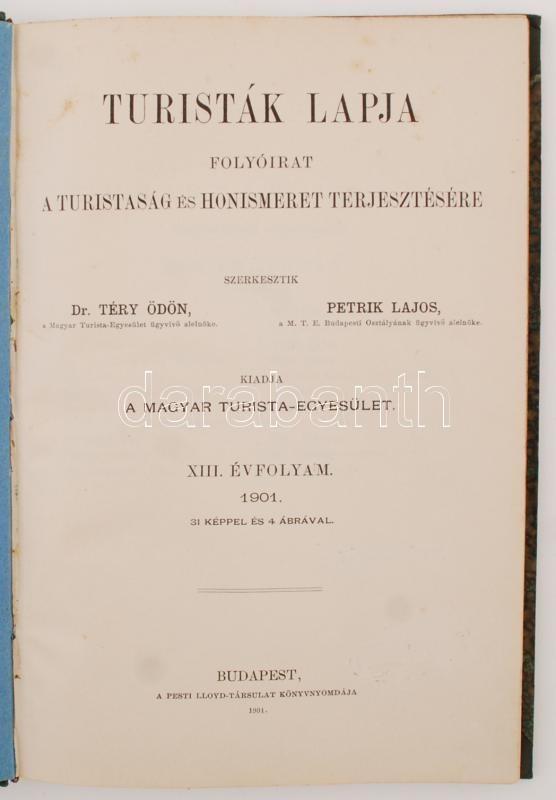 TURISTÁK LAPJA
FOLYÓIRAT
A TURISTASÁG ÉS HONISMERET TERJESZTÉSÉRE
SZERKESZTIK
Dr. TÉRY ÖDÖN,
a Magyar Turista-Egyesület ügyvivő alelnöke.
PETRIK LAJOS,
a M. T. E. Budapesti Osztályának ügyvivő alelnöke.
KIADJA
darabanth
A MAGYAR TURISTA-EGYESÜLET.
XIII. ÉVFOLYAM.
1901.
31 KÉPPEL ÉS 4 ÁBRÁVAL.
BUDAPEST,
A PESTI LLOYD-TÁRSULAT KÖNYVNYOMDÁJA
1901.